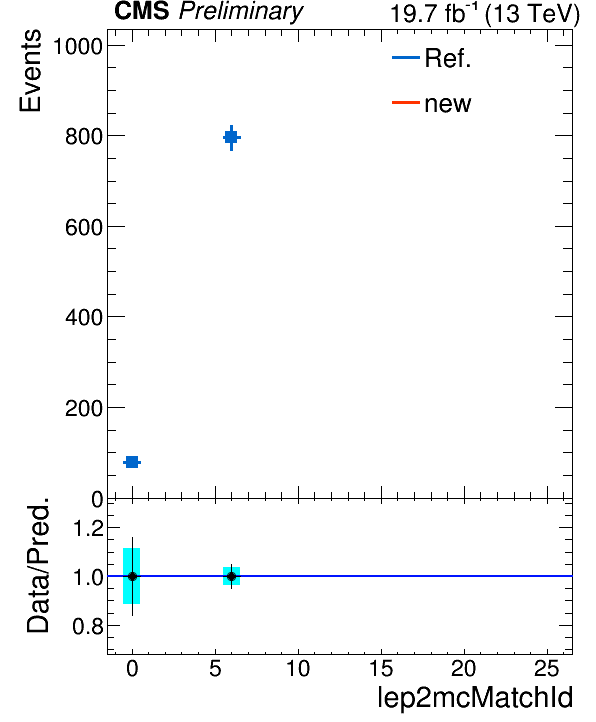 CMS Preliminary 19.7 fb⁻¹ (13 TeV)
Events
1000
800
600
400
200
0
Ref.
new
Data/Pred.
1.2
1.0
0.8
0 5 10 15 20 25
lep2mcMatchId